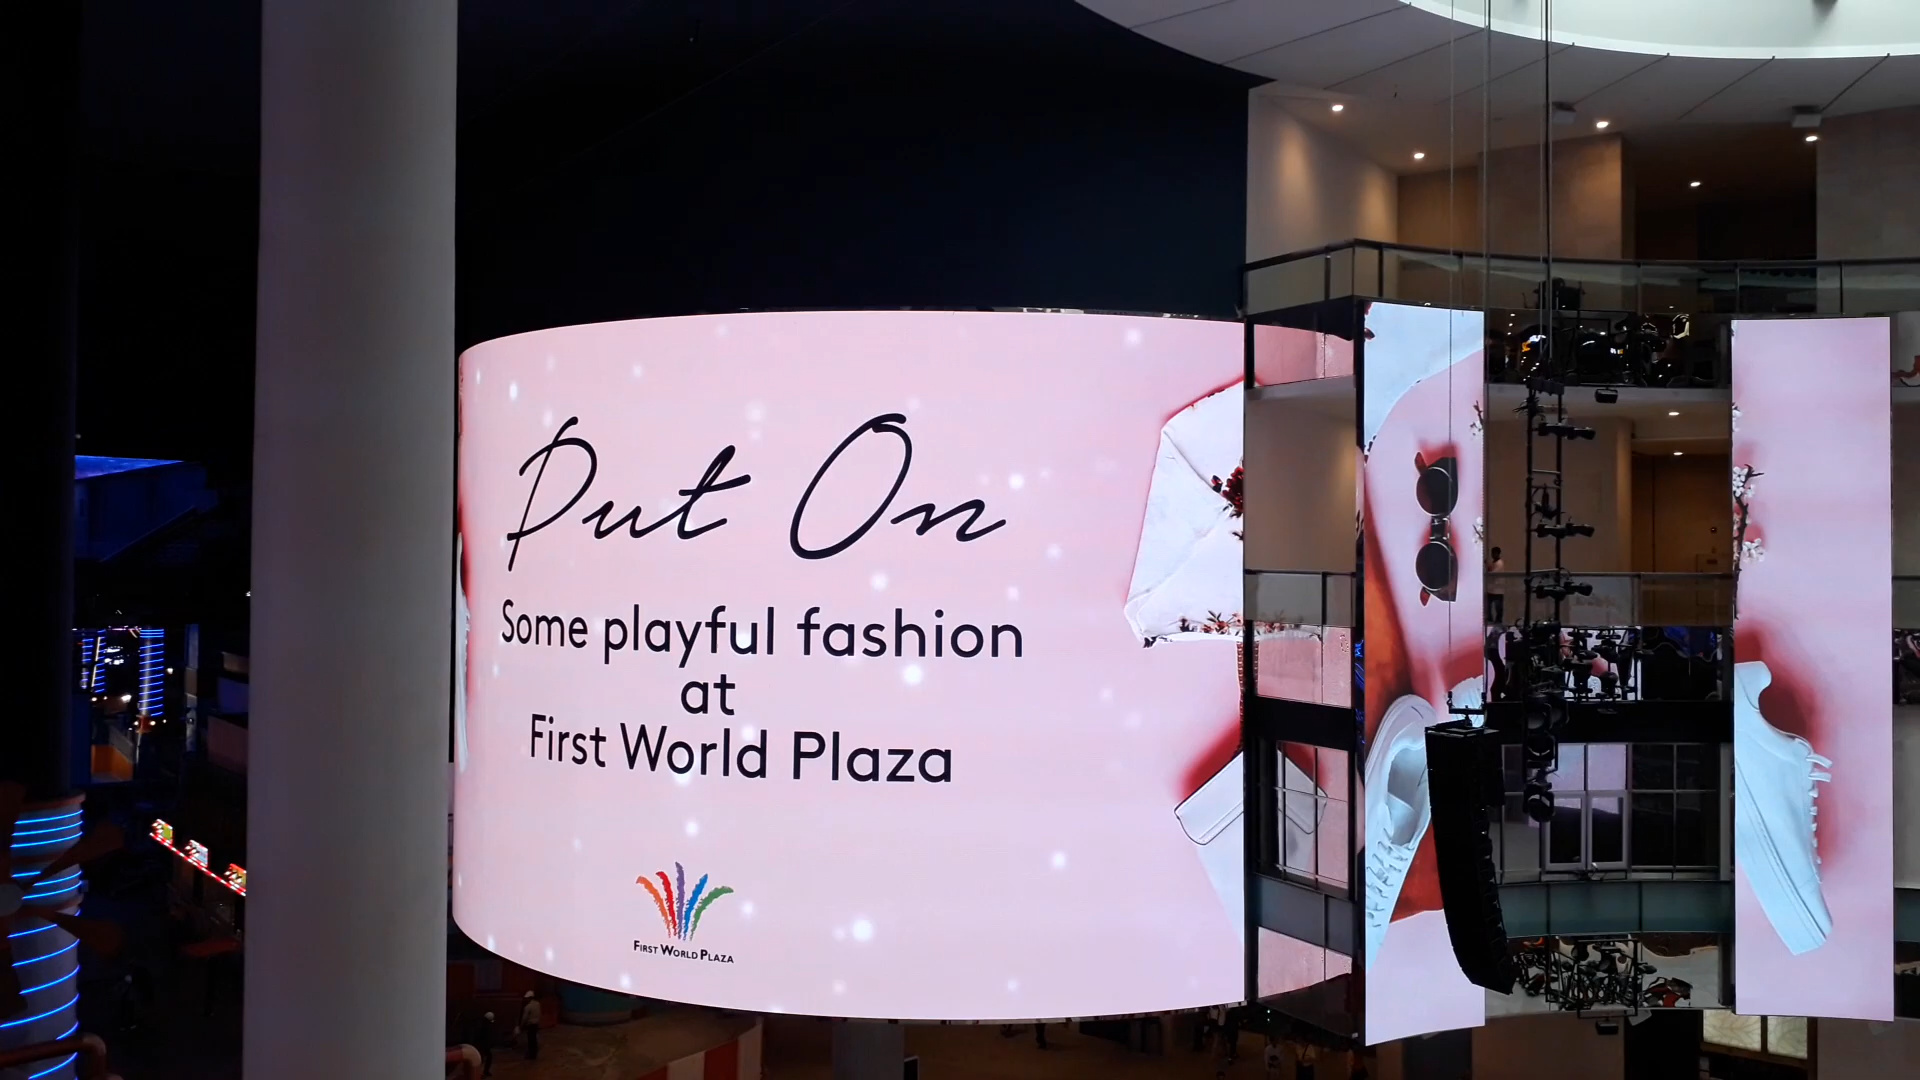 Put On
Some playful fashion
at
First World Plaza
FIRST WORLD PLAZA